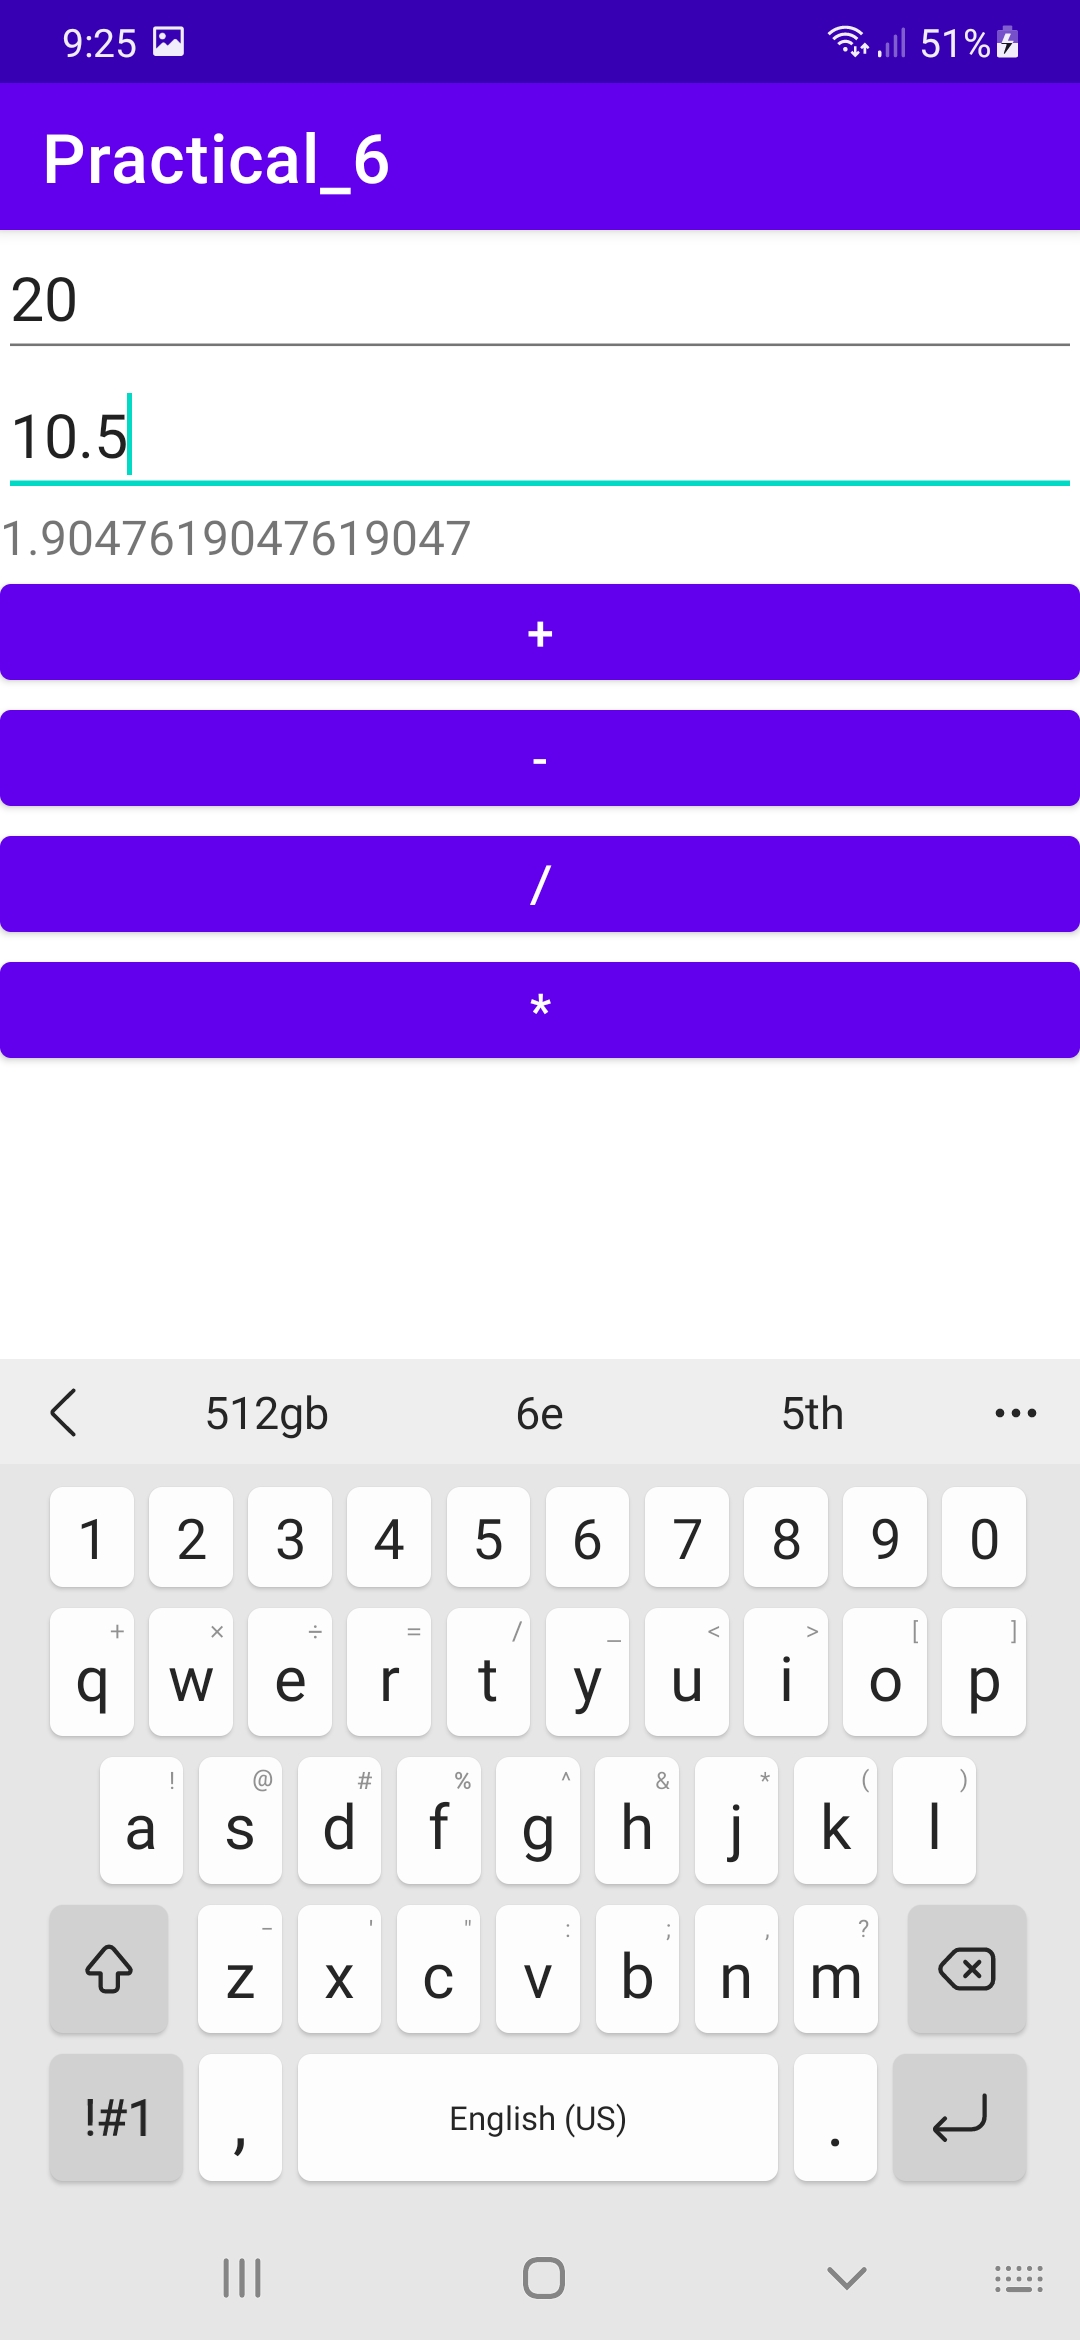 9:25 51%
Practical_6
20
10.5
1.9047619047619047
+
-
/
*
512gb 6e 5th •••
1 2 3 4 5 6 7 8 9 0
+ × ÷ = / _ < > [ ]
q w e r t y u i o p
! @ # % ^ & * ( )
a s d f g h j k l
- ' " : ; , ?
z x c v b n m
!#1 , English (US) .